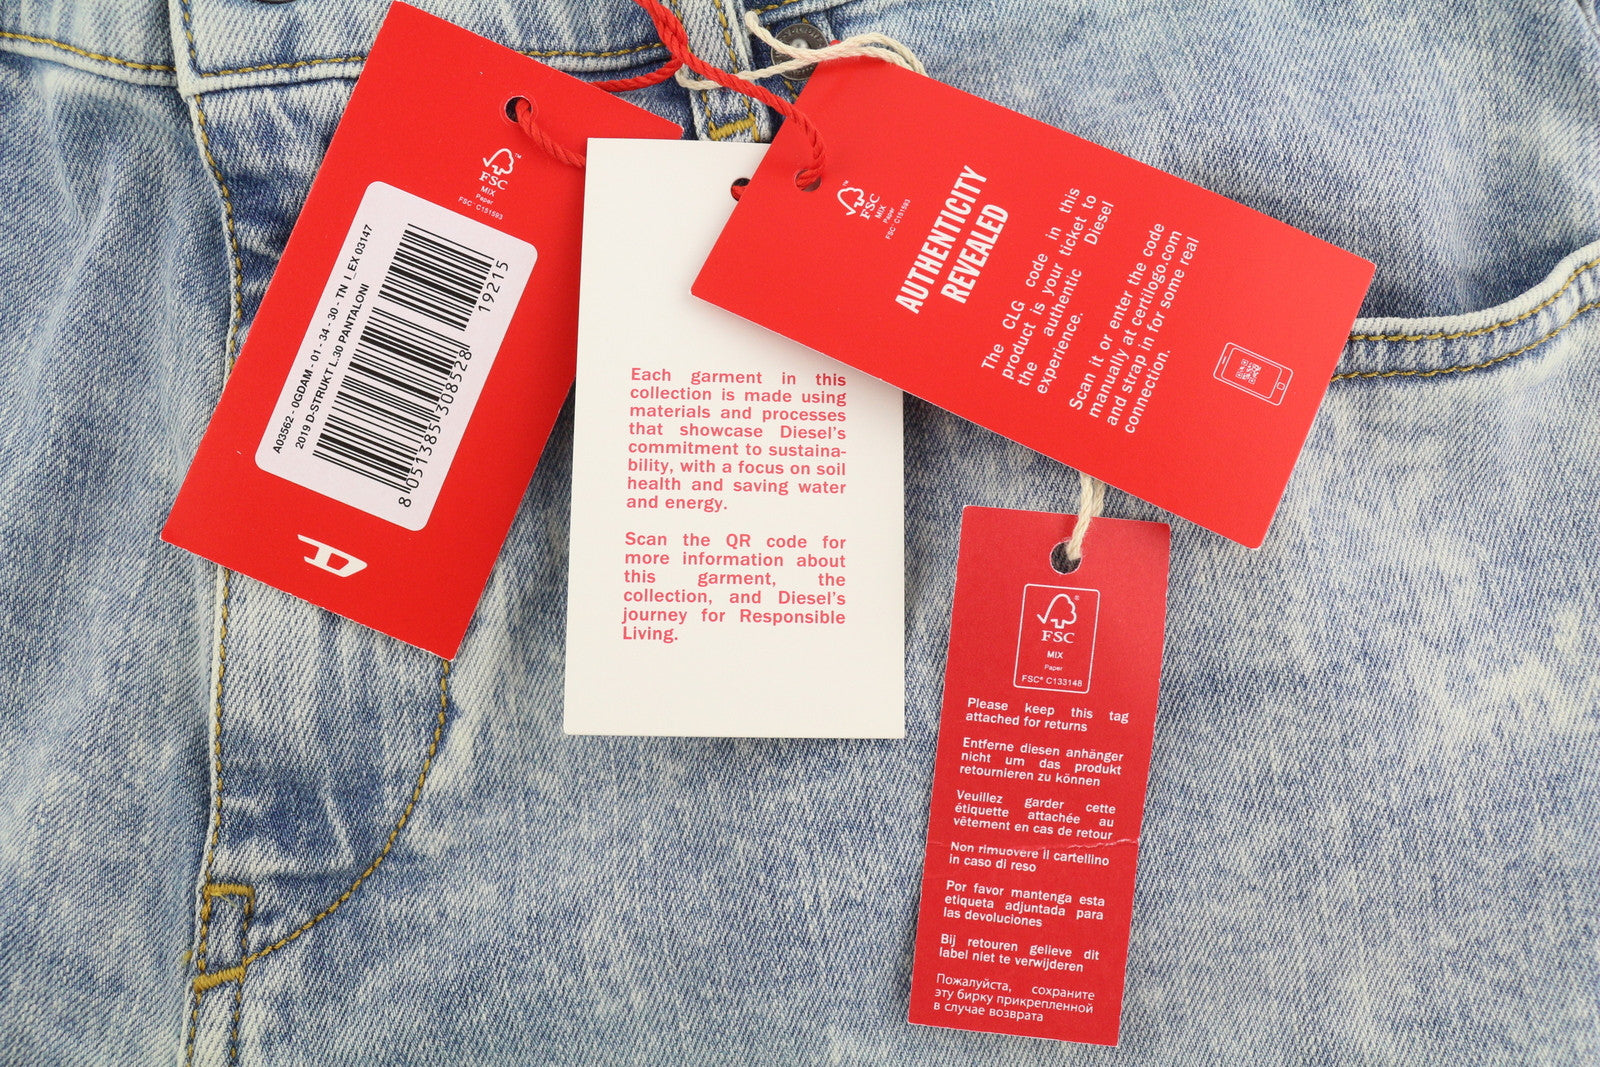 FSC™
MIX
Paper
FSC® C151593
A03562 - 0GDAM - 01 - 34 - 30 - TN I_EX 03147
2019 D-STRUKT L.30 PANTALONI
19215
8 051385 308528
Each garment in this
collection is made using
materials and processes
that showcase Diesel's
commitment to sustaina-
bility, with a focus on soil
health and saving water
and energy.
Scan the QR code for
more information about
this garment, the
collection, and Diesel's
journey for Responsible
Living.
FSC™
MIX
Paper
FSC® C151593
AUTHENTICITY
REVEALED
The CLG code in this
product is your ticket to
the authentic Diesel
experience.
Scan it or enter the code
manually at certilogo.com
and strap in for some real
connection.
FSC
MIX
Paper
FSC® C133148
Please keep this tag
attached for returns
Entferne diesen anhänger
nicht um das produkt
retournieren zu können
Veuillez garder cette
étiquette attachée au
vêtement en cas de retour
Non rimuovere il cartellino
in caso di reso
Por favor mantenga esta
etiqueta adjuntada para
las devoluciones
Bij retouren gelieve dit
label niet te verwijderen
Пожалуйста, сохраните
эту бирку прикрепленной
в случае возврата